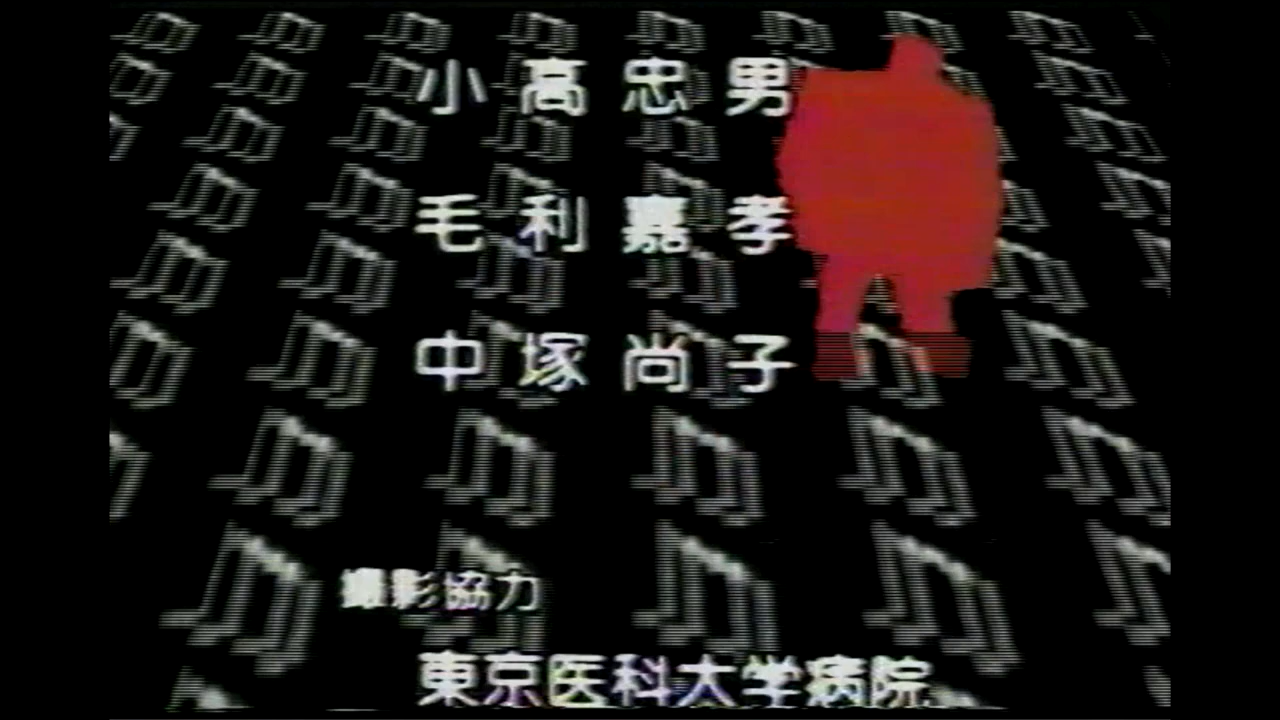 小高忠男
毛利嘉孝
中塚尚子
撮影協力
東京医科大学病院